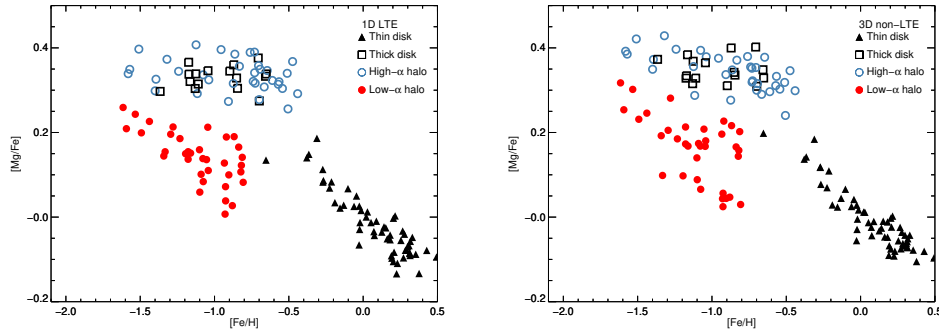 1D LTE
Thin disk
Thick disk
High-α halo
Low-α halo
0.4
0.2
−0.0
−0.2
[Mg/Fe]
−2.0 −1.5 −1.0 −0.5 0.0 0.5
[Fe/H]
3D non-LTE
Thin disk
Thick disk
High-α halo
Low-α halo
0.4
0.2
−0.0
−0.2
[Mg/Fe]
−2.0 −1.5 −1.0 −0.5 0.0 0.5
[Fe/H]